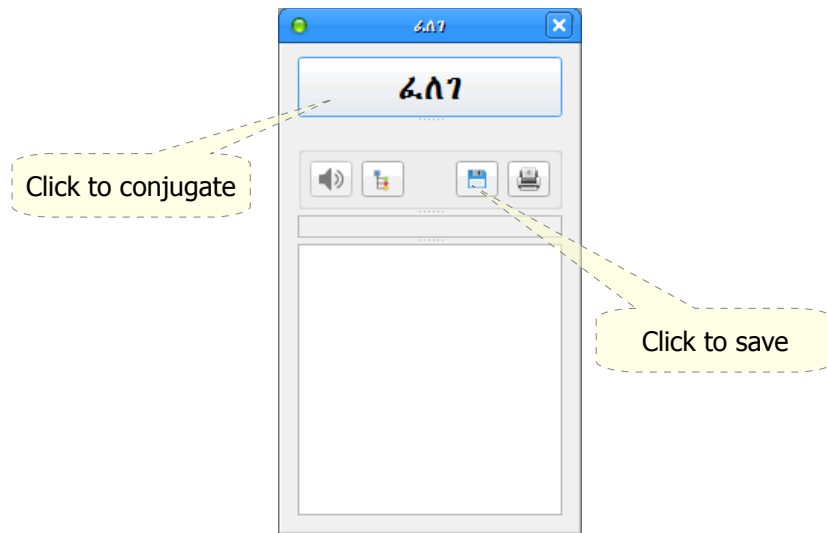 ፈለገ
ፈለገ
Click to conjugate
Click to save